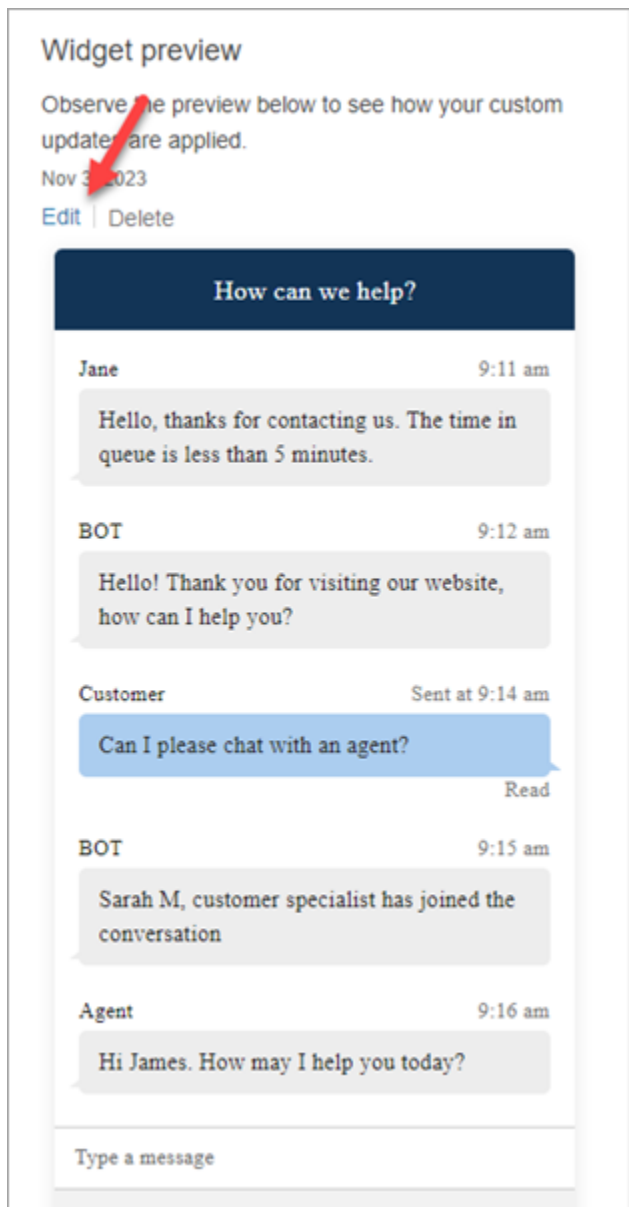 Widget preview
Observe the preview below to see how your custom
updates are applied.
Nov 3, 2023
Edit | Delete
How can we help?
Jane 9:11 am
Hello, thanks for contacting us. The time in
queue is less than 5 minutes.
BOT 9:12 am
Hello! Thank you for visiting our website,
how can I help you?
Customer Sent at 9:14 am
Can I please chat with an agent?
Read
BOT 9:15 am
Sarah M, customer specialist has joined the
conversation
Agent 9:16 am
Hi James. How may I help you today?
Type a message